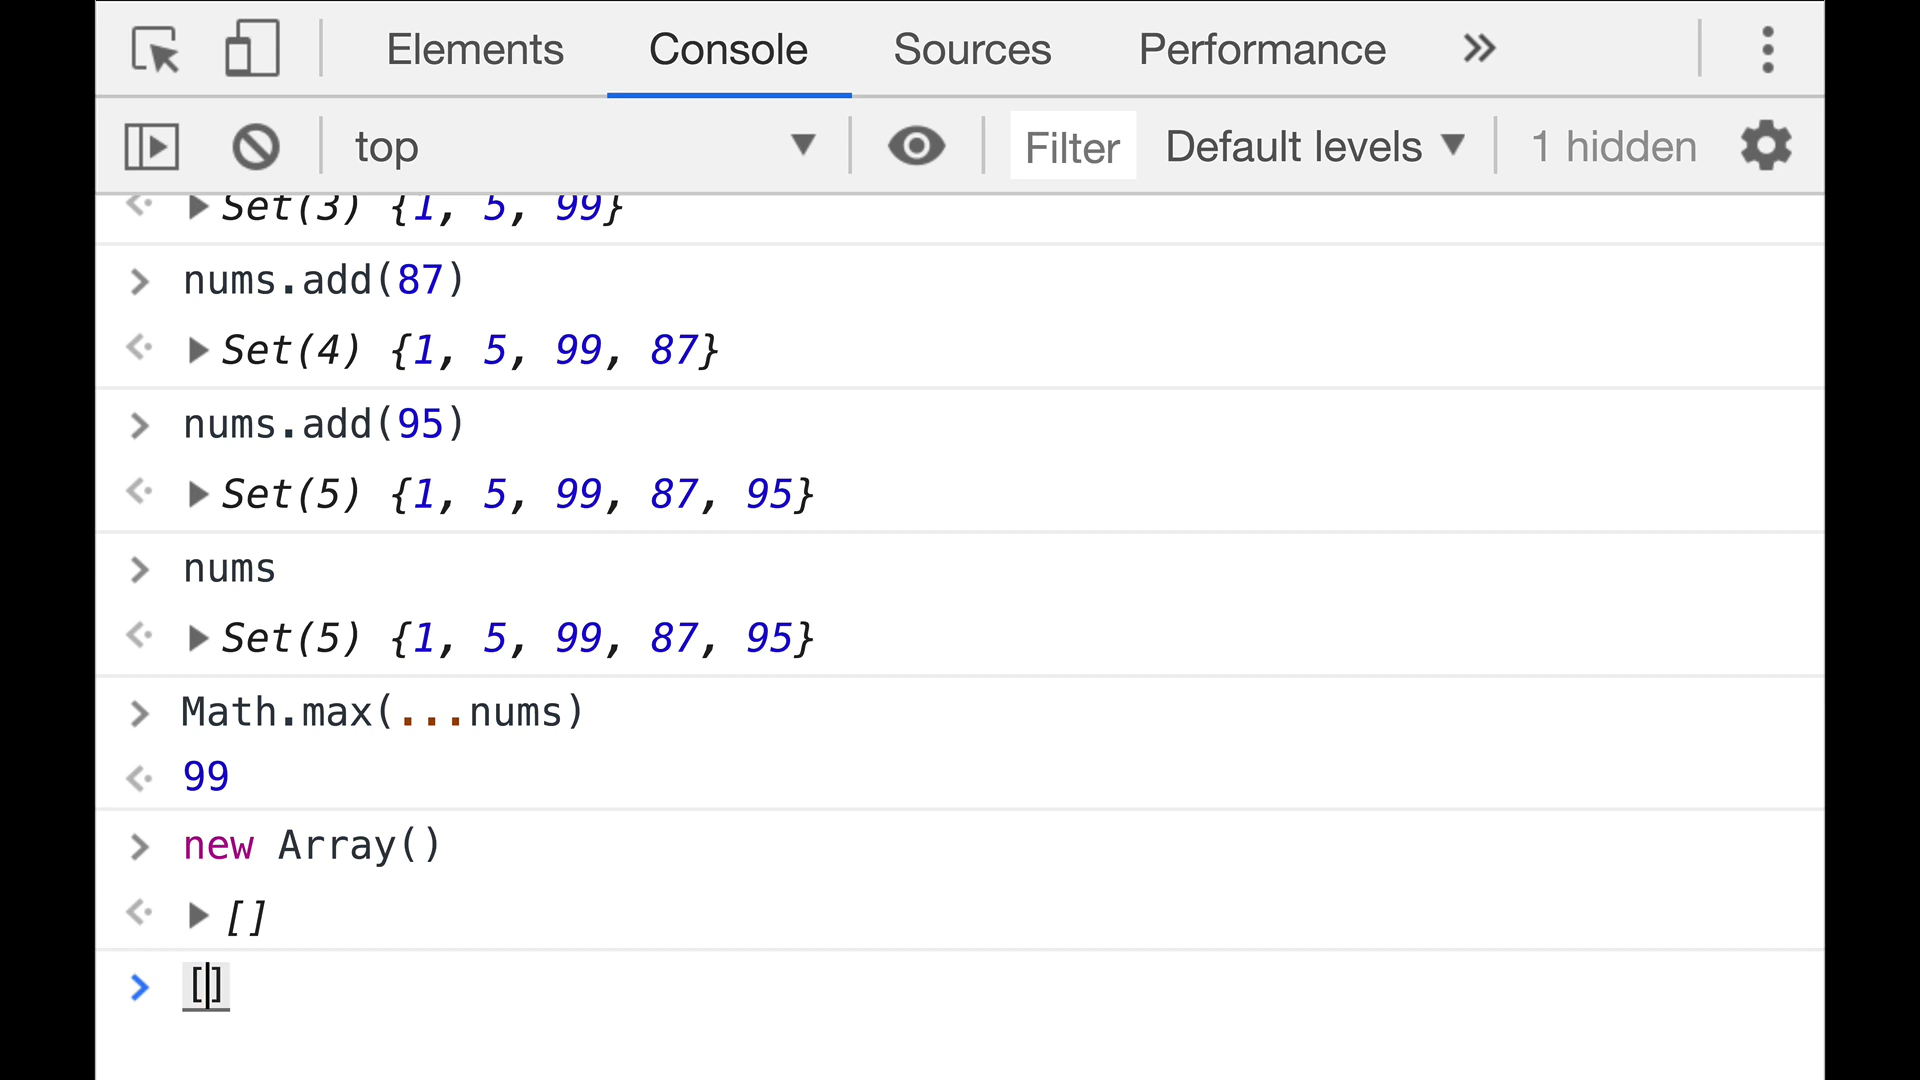 Elements Console Sources Performance
top Filter Default levels 1 hidden
Set(3) {1, 5, 99}
nums.add(87)
Set(4) {1, 5, 99, 87}
nums.add(95)
Set(5) {1, 5, 99, 87, 95}
nums
Set(5) {1, 5, 99, 87, 95}
Math.max(...nums)
99
new Array()
[]
[]